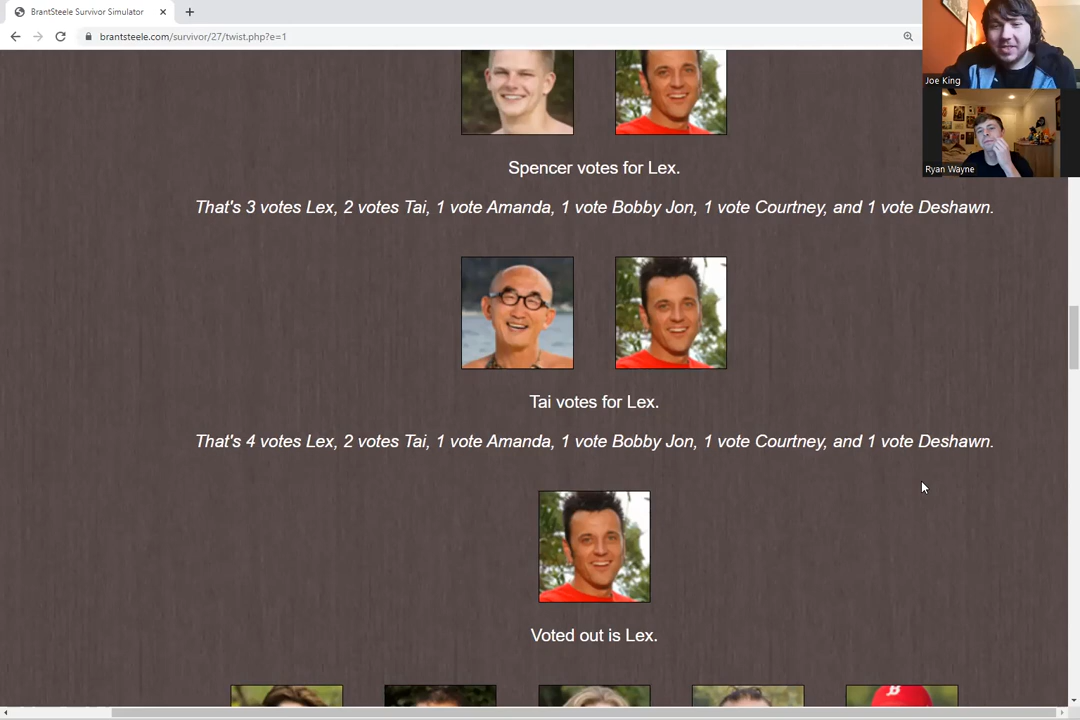 BrantSteele Survivor Simulator
brantsteele.com/survivor/27/twist.php?e=1
Joe King
Ryan Wayne
Spencer votes for Lex.
That's 3 votes Lex, 2 votes Tai, 1 vote Amanda, 1 vote Bobby Jon, 1 vote Courtney, and 1 vote Deshawn.
Tai votes for Lex.
That's 4 votes Lex, 2 votes Tai, 1 vote Amanda, 1 vote Bobby Jon, 1 vote Courtney, and 1 vote Deshawn.
Voted out is Lex.
B